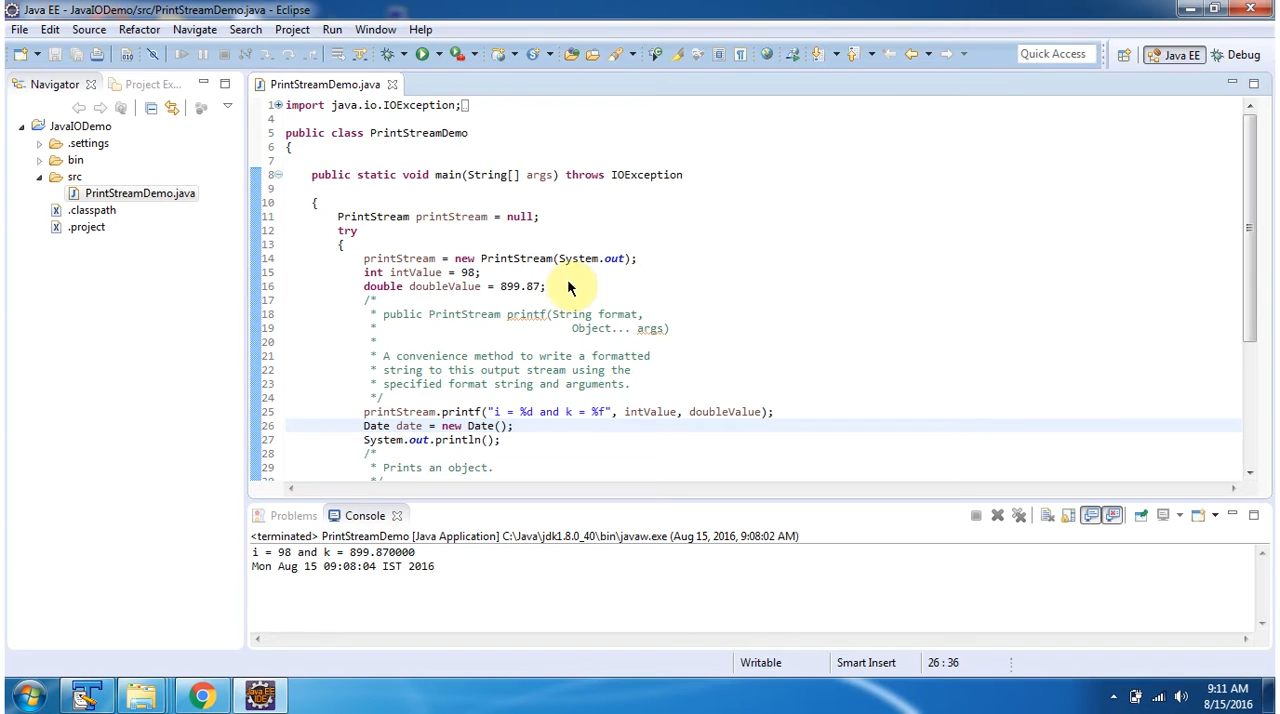 Java EE - JavaIODemo/src/PrintStreamDemo.java - Eclipse
File Edit Source Refactor Navigate Search Project Run Window Help
Quick Access Java EE Debug
Navigator Project Ex... PrintStreamDemo.java
JavaIODemo
.settings
bin
src
PrintStreamDemo.java
.classpath
.project
1 import java.io.IOException;
4
5 public class PrintStreamDemo
6 {
7
8 public static void main(String[] args) throws IOException
9
10 {
11 PrintStream printStream = null;
12 try
13 {
14 printStream = new PrintStream(System.out);
15 int intValue = 98;
16 double doubleValue = 899.87;
17 /*
18 * public PrintStream printf(String format,
19 * Object... args)
20 *
21 * A convenience method to write a formatted
22 * string to this output stream using the
23 * specified format string and arguments.
24 */
25 printStream.printf("i = %d and k = %f", intValue, doubleValue);
26 Date date = new Date();
27 System.out.println();
28 /*
29 * Prints an object.
30 */
Problems Console
<terminated> PrintStreamDemo [Java Application] C:\Java\jdk1.8.0_40\bin\javaw.exe (Aug 15, 2016, 9:08:02 AM)
i = 98 and k = 899.870000
Mon Aug 15 09:08:04 IST 2016
Writable Smart Insert 26 : 36
9:11 AM
8/15/2016